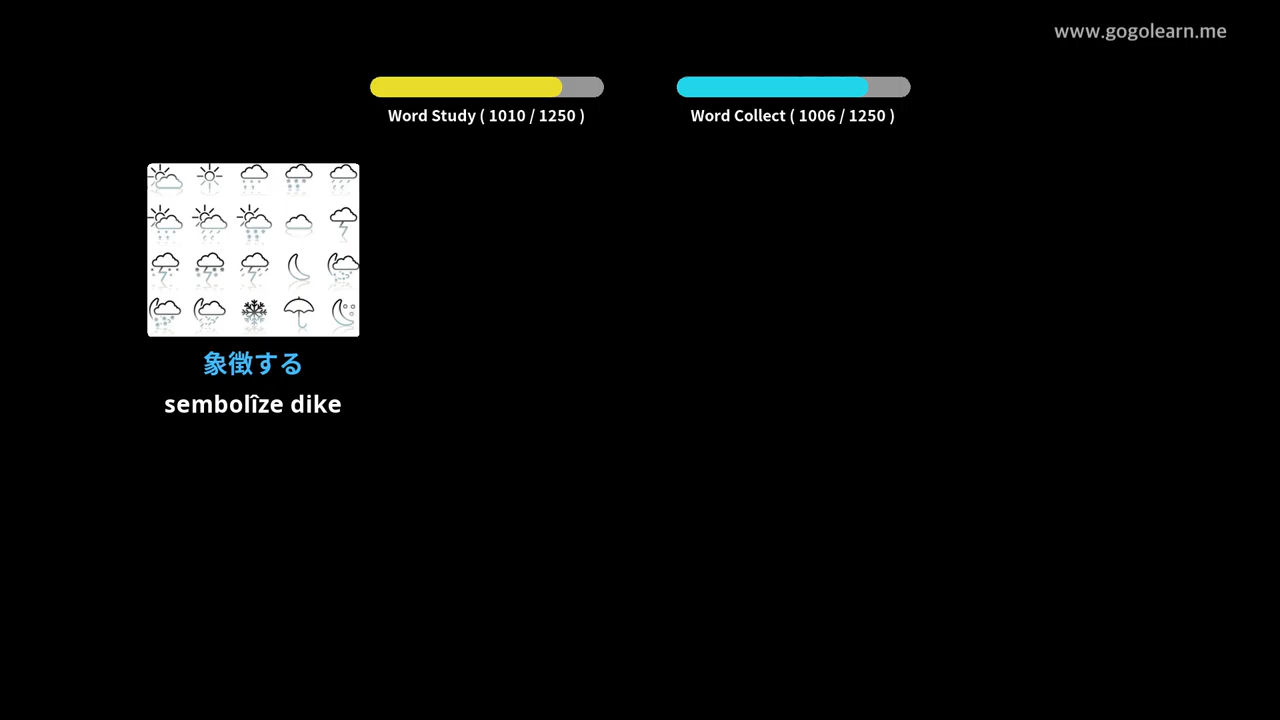 www.gogolearn.me
Word Study ( 1010 / 1250 )
Word Collect ( 1006 / 1250 )
象徴する
sembolîze dike